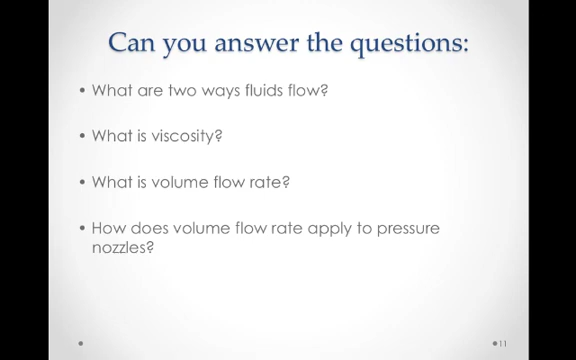 Can you answer the questions:
• What are two ways fluids flow?
• What is viscosity?
• What is volume flow rate?
• How does volume flow rate apply to pressure
nozzles?
11